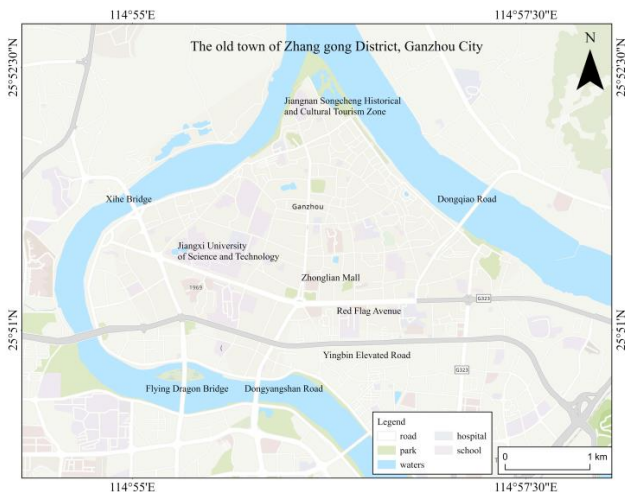 114°55'E
114°57'30"E
25°52'30"N
25°52'30"N
The old town of Zhang gong District, Ganzhou City
N
Jiangnan Songcheng Historical
and Cultural Tourism Zone
Xihe Bridge
Ganzhou
Dongqiao Road
Jiangxi University
of Science and Technology
Zhonglian Mall
1969
G323
Red Flag Avenue
25°51'N
25°51'N
Yingbin Elevated Road
G323
Flying Dragon Bridge
Dongyangshan Road
Legend
road
hospital
park
school
waters
0
1 km
114°55'E
114°57'30"E